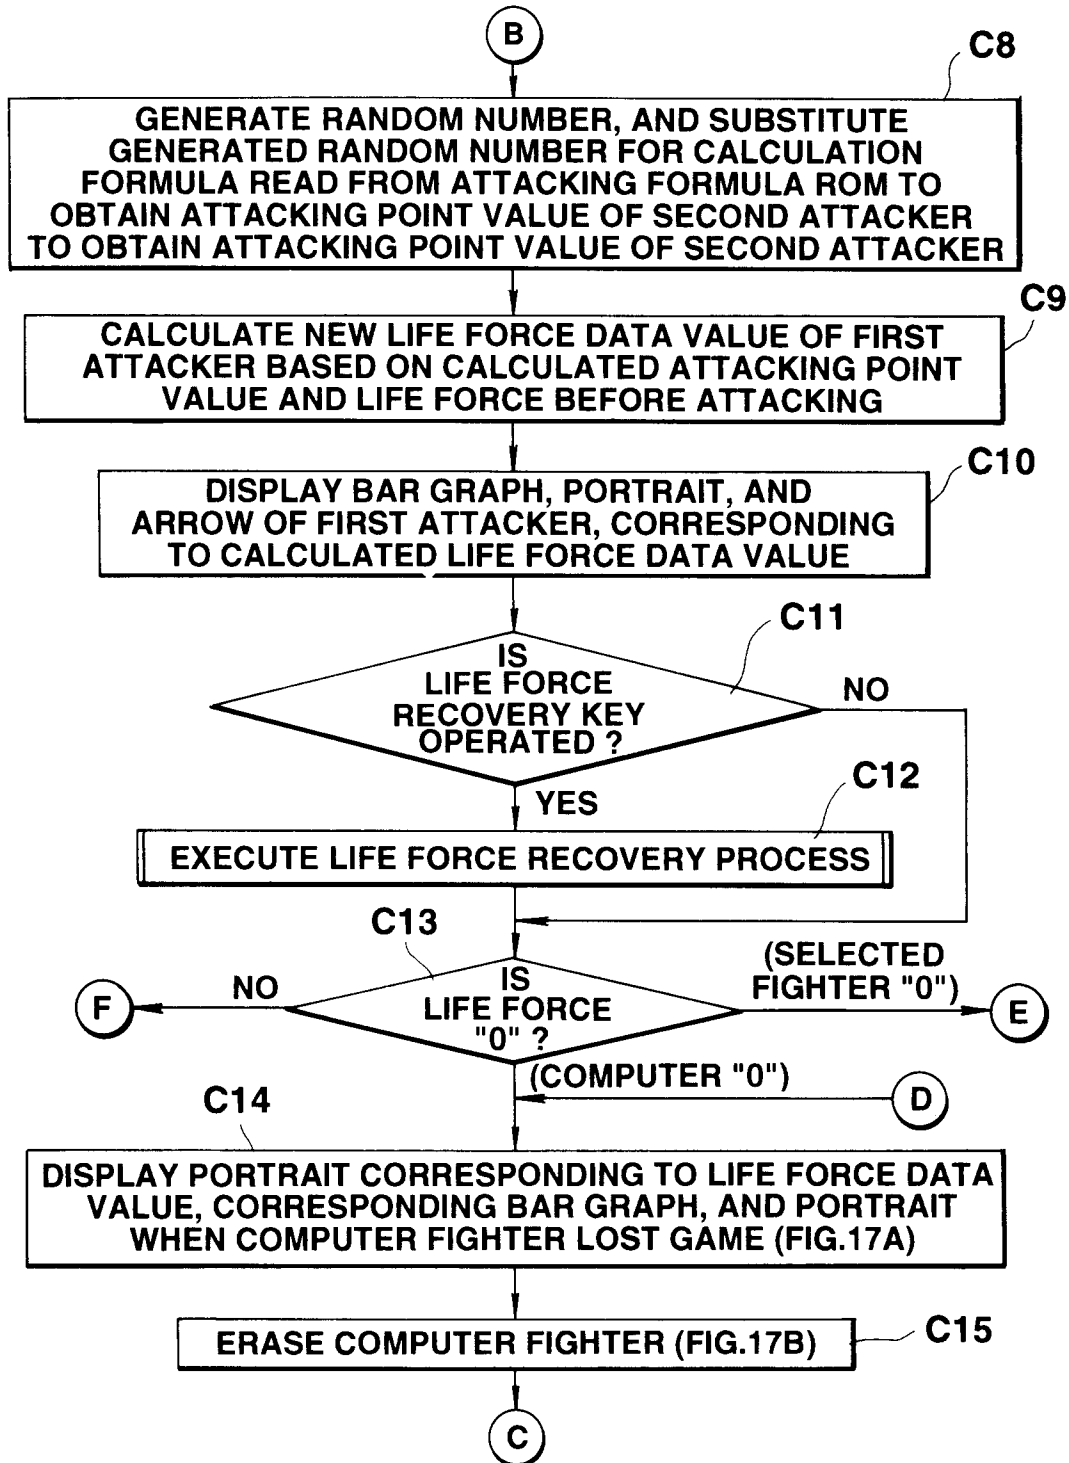 B
C8
GENERATE RANDOM NUMBER, AND SUBSTITUTE
GENERATED RANDOM NUMBER FOR CALCULATION
FORMULA READ FROM ATTACKING FORMULA ROM TO
OBTAIN ATTACKING POINT VALUE OF SECOND ATTACKER
TO OBTAIN ATTACKING POINT VALUE OF SECOND ATTACKER
C9
CALCULATE NEW LIFE FORCE DATA VALUE OF FIRST
ATTACKER BASED ON CALCULATED ATTACKING POINT
VALUE AND LIFE FORCE BEFORE ATTACKING
C10
DISPLAY BAR GRAPH, PORTRAIT, AND
ARROW OF FIRST ATTACKER, CORRESPONDING
TO CALCULATED LIFE FORCE DATA VALUE
C11
IS
LIFE FORCE
RECOVERY KEY
OPERATED ?
NO
YES
C12
EXECUTE LIFE FORCE RECOVERY PROCESS
C13
IS
LIFE FORCE
"0" ?
NO
F
(SELECTED
FIGHTER "0")
E
(COMPUTER "0")
D
C14
DISPLAY PORTRAIT CORRESPONDING TO LIFE FORCE DATA
VALUE, CORRESPONDING BAR GRAPH, AND PORTRAIT
WHEN COMPUTER FIGHTER LOST GAME (FIG.17A)
C15
ERASE COMPUTER FIGHTER (FIG.17B)
C